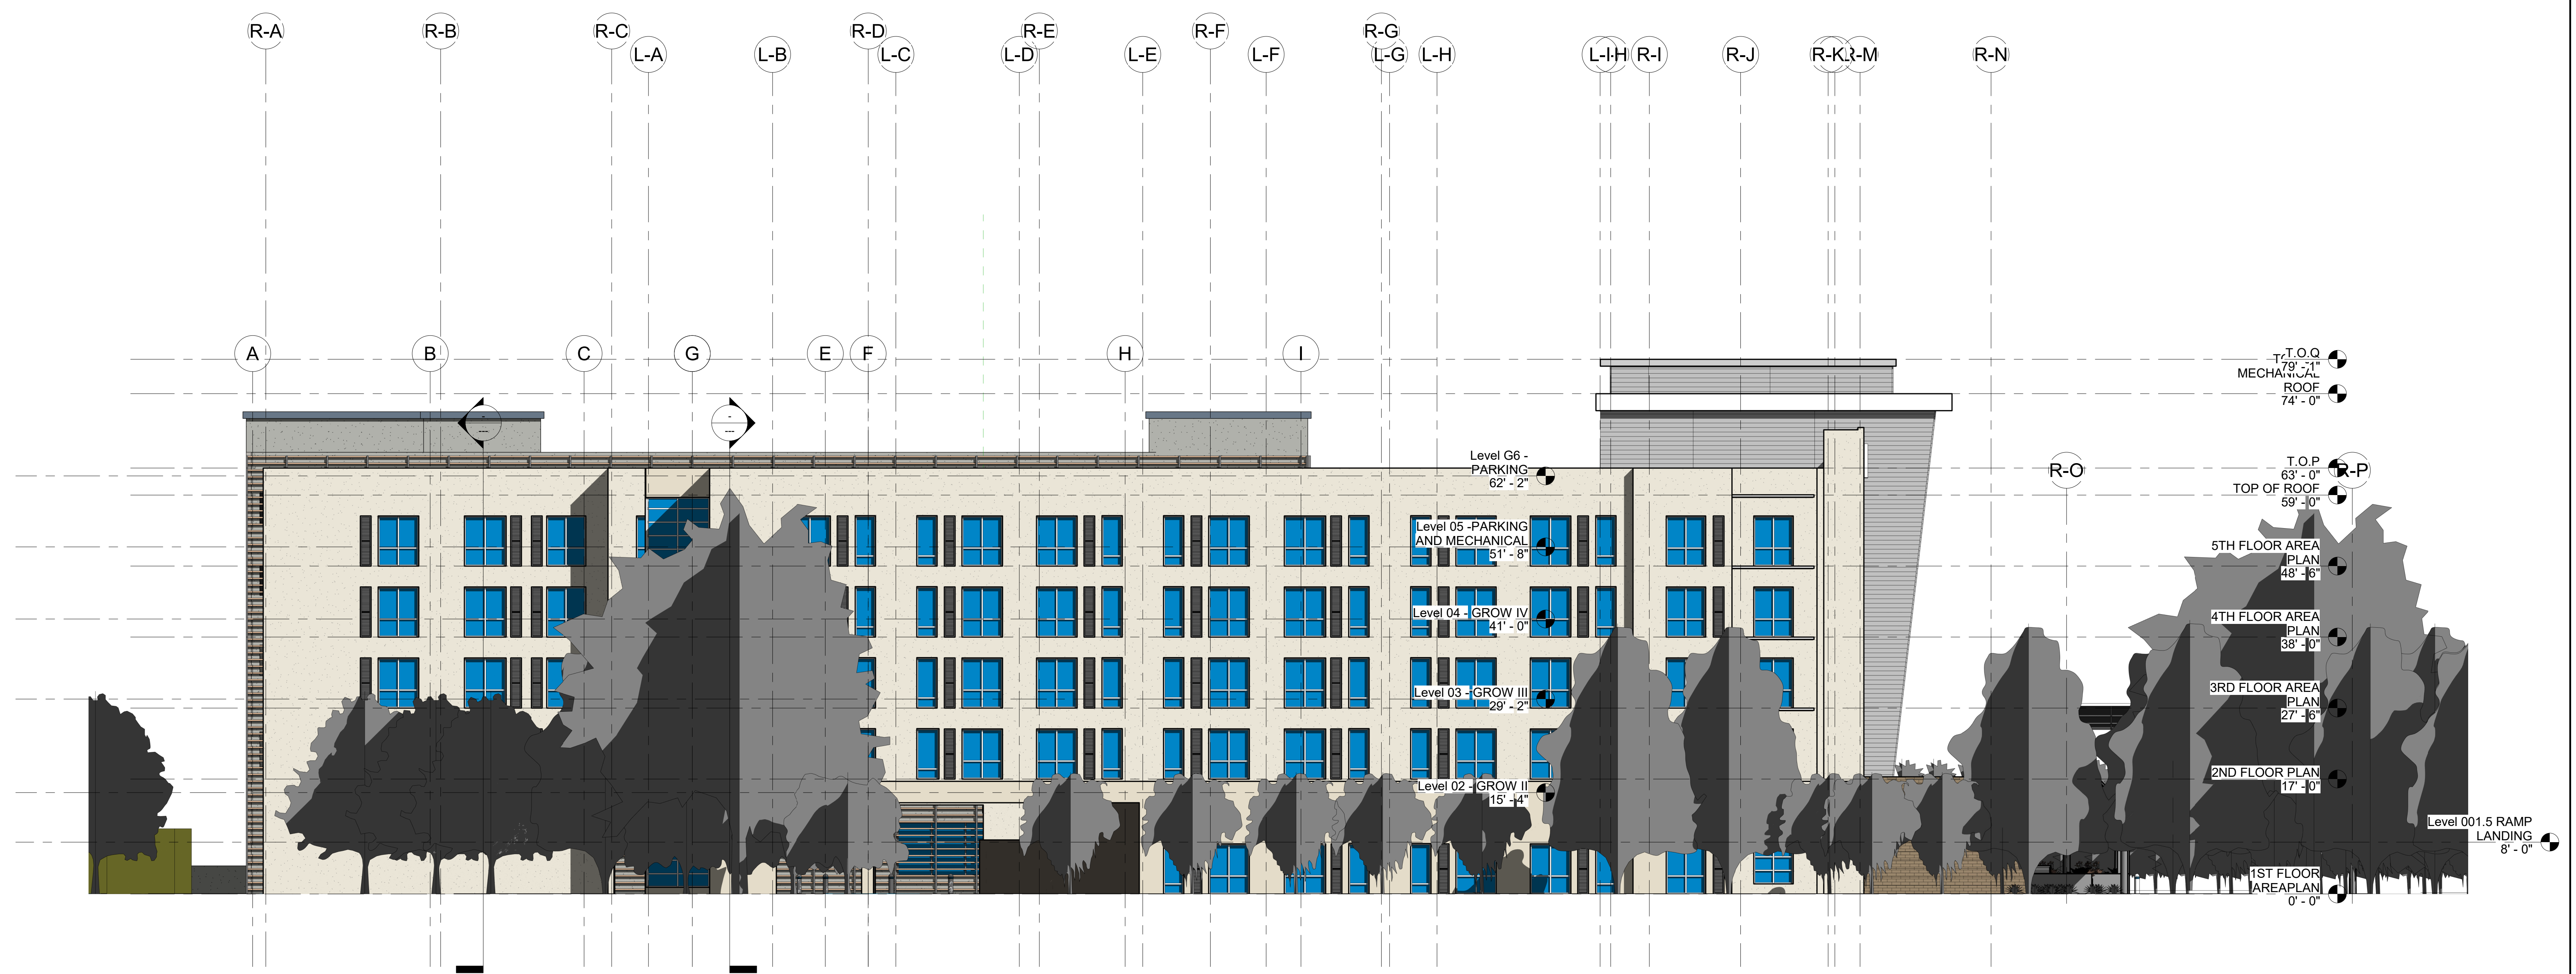 R-A
R-B
R-C
R-D
R-E
R-F
R-G
L-A
L-B
L-C
L-D
L-E
L-F
L-G
L-H
L-I
R-I
R-J
R-K
R-M
R-N
A
B
C
G
E
F
H
I
T.O.Q
79' - 1"
MECHANICAL
ROOF
74' - 0"
-
---
-
---
Level G6 -
PARKING
62' - 2"
R-O
T.O.P
63' - 0"
R-P
TOP OF ROOF
59' - 0"
Level 05 -PARKING
AND MECHANICAL
51' - 8"
5TH FLOOR AREA
PLAN
48' - 6"
Level 04 - GROW IV
41' - 0"
4TH FLOOR AREA
PLAN
38' - 0"
Level 03 - GROW III
29' - 2"
3RD FLOOR AREA
PLAN
27' - 6"
2ND FLOOR PLAN
17' - 0"
Level 02 - GROW II
15' - 4"
Level 001.5 RAMP
LANDING
8' - 0"
1ST FLOOR
AREAPLAN
0' - 0"